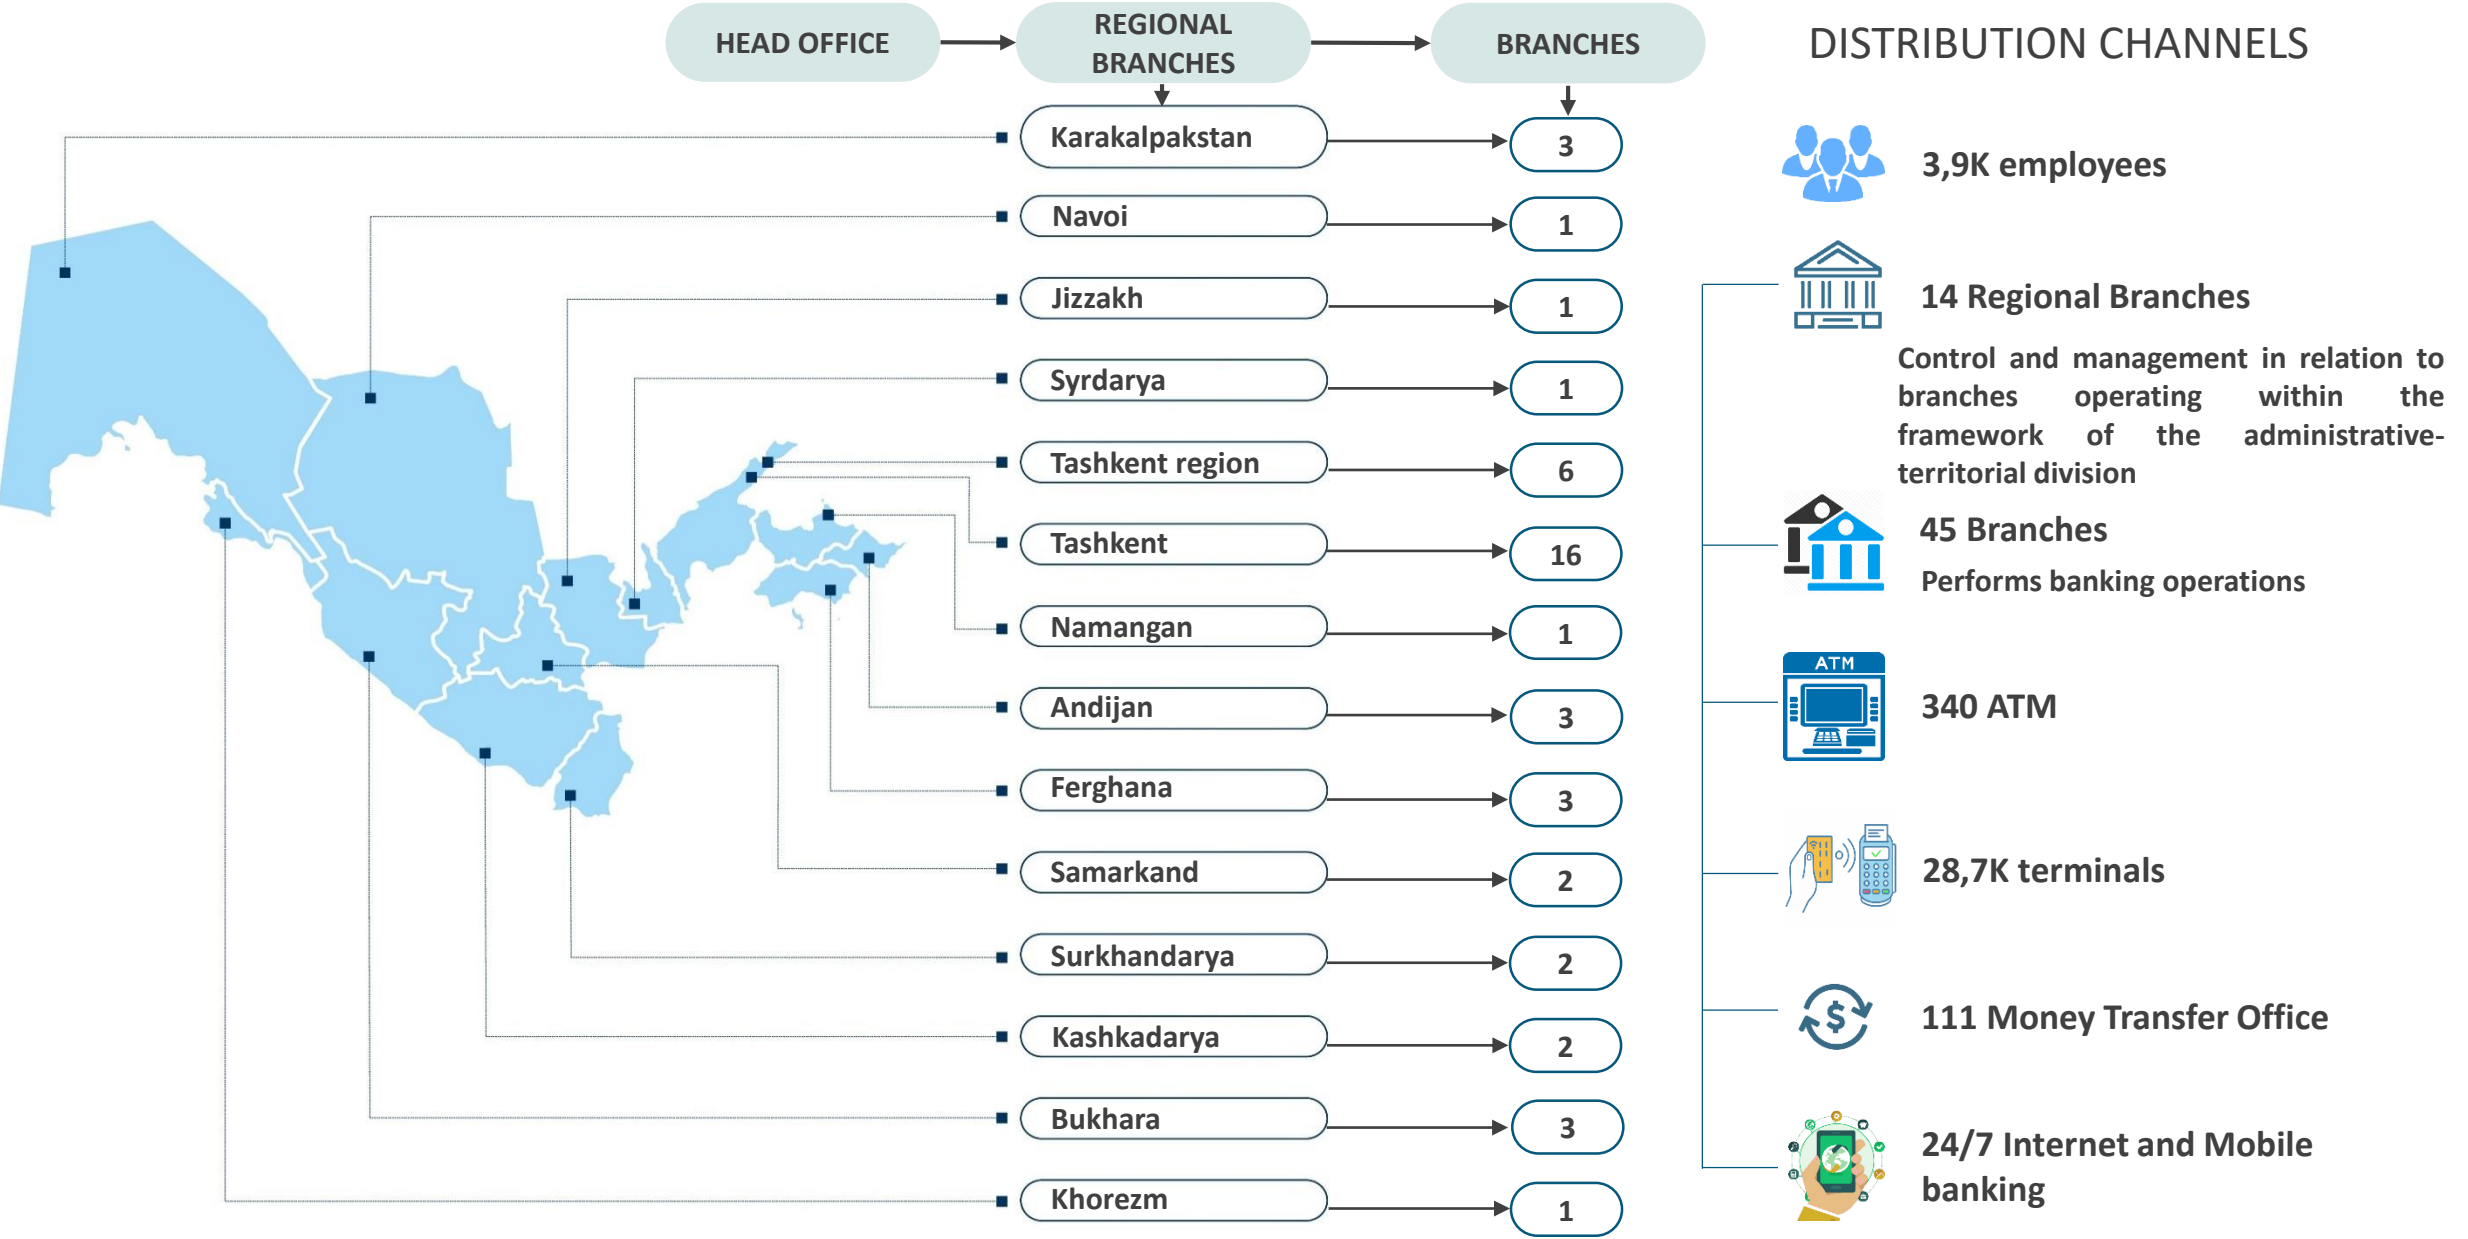 HEAD OFFICE
REGIONAL
BRANCHES
BRANCHES
DISTRIBUTION CHANNELS
Karakalpakstan
3
Navoi
1
Jizzakh
1
Syrdarya
1
Tashkent region
6
Tashkent
16
Namangan
1
Andijan
3
Ferghana
3
Samarkand
2
Surkhandarya
2
Kashkadarya
2
Bukhara
3
Khorezm
1
3,9K employees
14 Regional Branches
Control and management in relation to
branches operating within the
framework of the administrative-
territorial division
45 Branches
Performs banking operations
ATM
340 ATM
28,7K terminals
$
111 Money Transfer Office
24/7 Internet and Mobile
banking